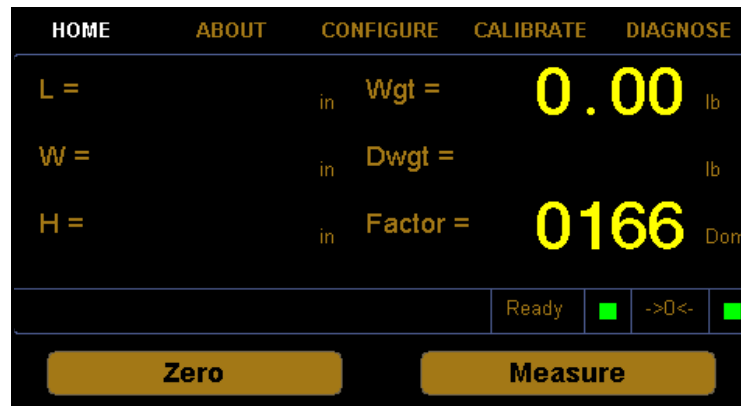 HOME ABOUT CONFIGURE CALIBRATE DIAGNOSE
L = in Wgt = 0.00 lb
W = in Dwgt = lb
H = in Factor = 0166 Dom
Ready ->0<-
Zero Measure